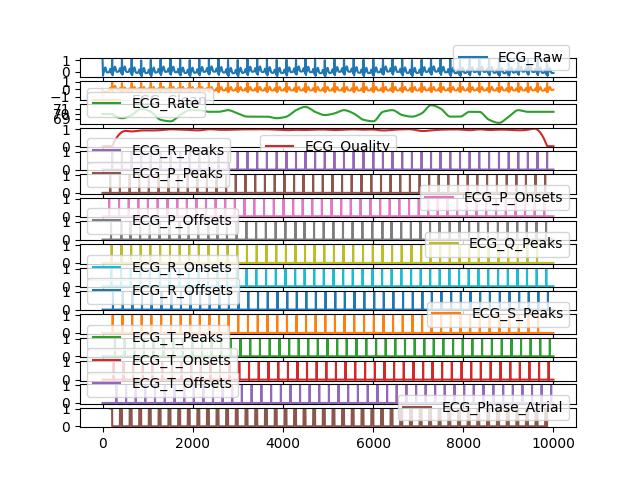 1
0
ECG_Raw
0
−1
ECG_Rate
71
69
1
0
ECG_Quality
1
0
ECG_R_Peaks
1
0
ECG_P_Peaks
1
0
ECG_P_Onsets
1
0
ECG_P_Offsets
1
0
ECG_Q_Peaks
1
0
ECG_R_Onsets
1
0
ECG_R_Offsets
1
0
ECG_S_Peaks
1
0
ECG_T_Peaks
1
0
ECG_T_Onsets
1
0
ECG_T_Offsets
1
0
ECG_Phase_Atrial
0 2000 4000 6000 8000 10000